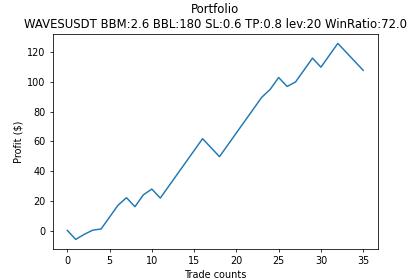 Portfolio
WAVESUSDT BBM:2.6 BBL:180 SL:0.6 TP:0.8 lev:20 WinRatio:72.0
120
100
80
60
40
20
0
Profit ($)
0 5 10 15 20 25 30 35
Trade counts